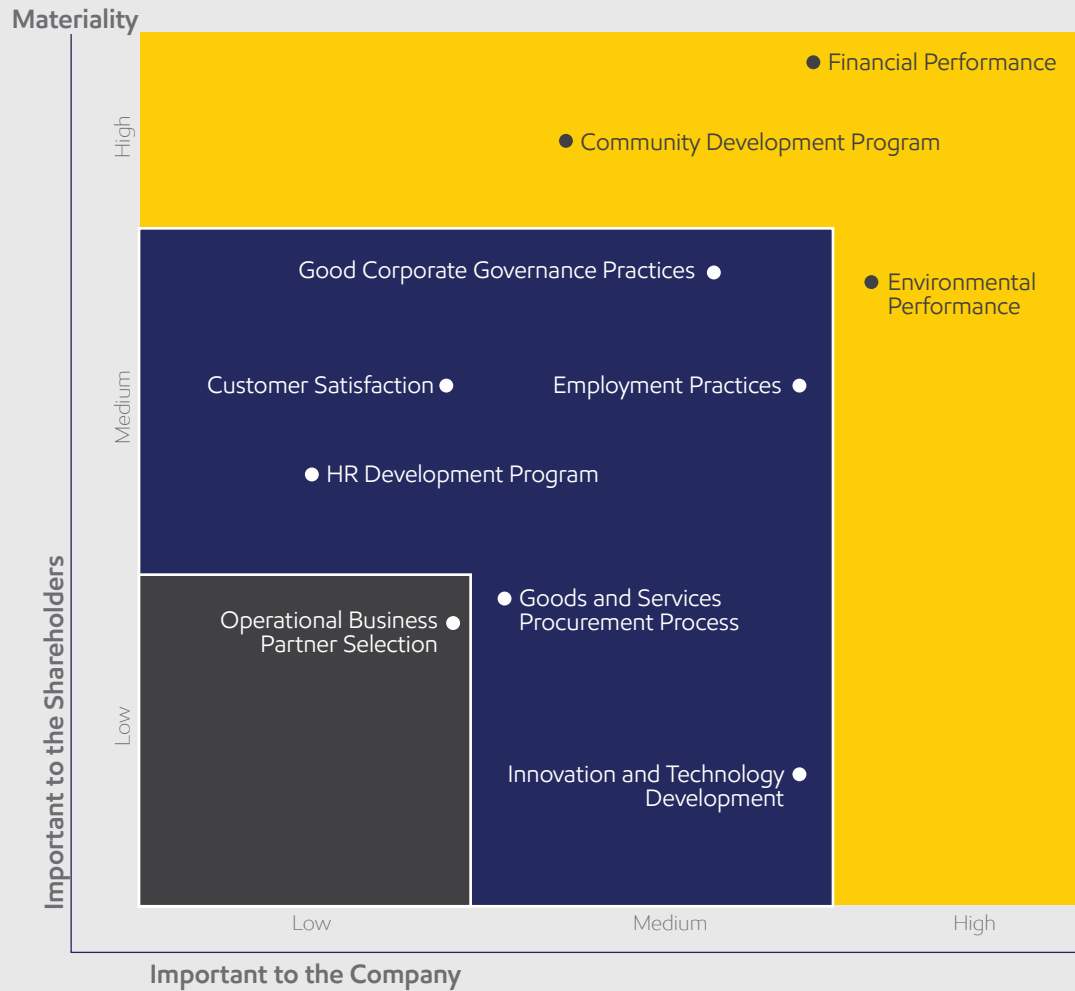 Materiality
High
Medium
Low
Important to the Shareholders
Financial Performance
Community Development Program
Good Corporate Governance Practices
Environmental
Performance
Customer Satisfaction
Employment Practices
HR Development Program
Goods and Services
Procurement Process
Operational Business
Partner Selection
Innovation and Technology
Development
Low
Medium
High
Important to the Company